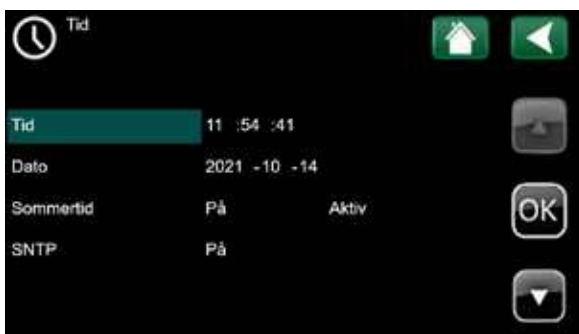 Tid
Tid 11 :54 :41
Dato 2021 -10 -14
Sommertid På Aktiv
OK
SNTP På